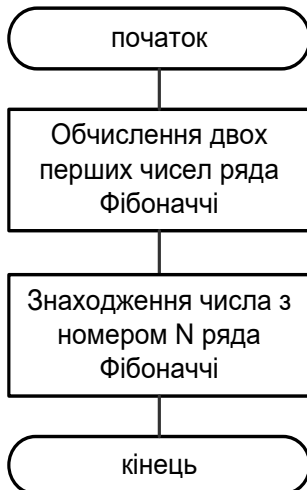 початок
Обчислення двох
перших чисел ряда
Фібоначчі
Знаходження числа з
номером N ряда
Фібоначчі
кінець